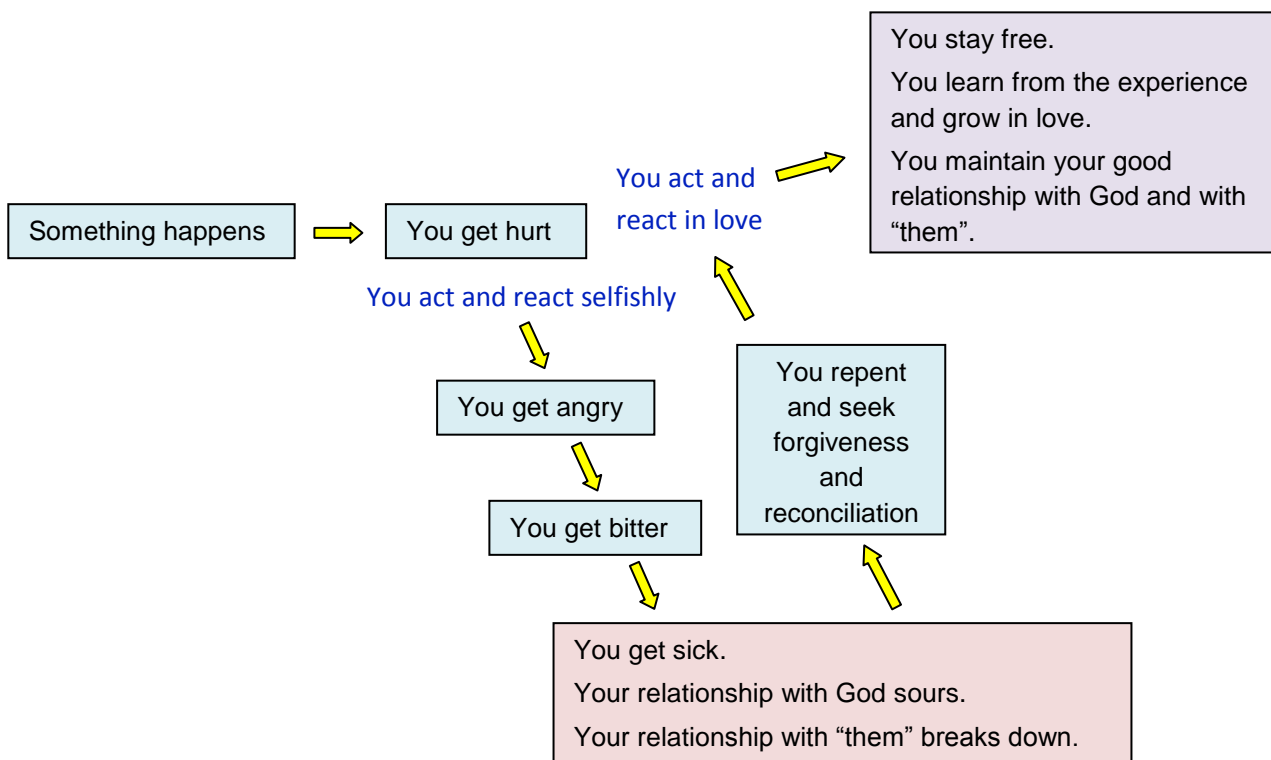 You stay free.
You learn from the experience
and grow in love.
You maintain your good
relationship with God and with
“them”.
You act and
react in love
Something happens
You get hurt
You act and react selfishly
You get angry
You repent
and seek
forgiveness
and
reconciliation
You get bitter
You get sick.
Your relationship with God sours.
Your relationship with “them” breaks down.